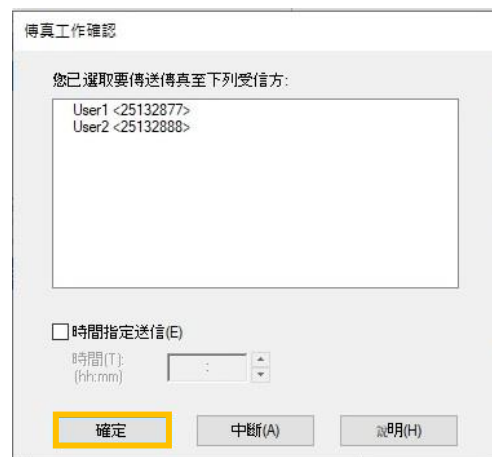 傳真工作確認
您已選取要傳送傳真至下列受信方:
User1 <25132877>
User2 <25132888>
時間指定送信(E)
時間(T):
(hh:mm)
:
確定 中斷(A) 說明(H)